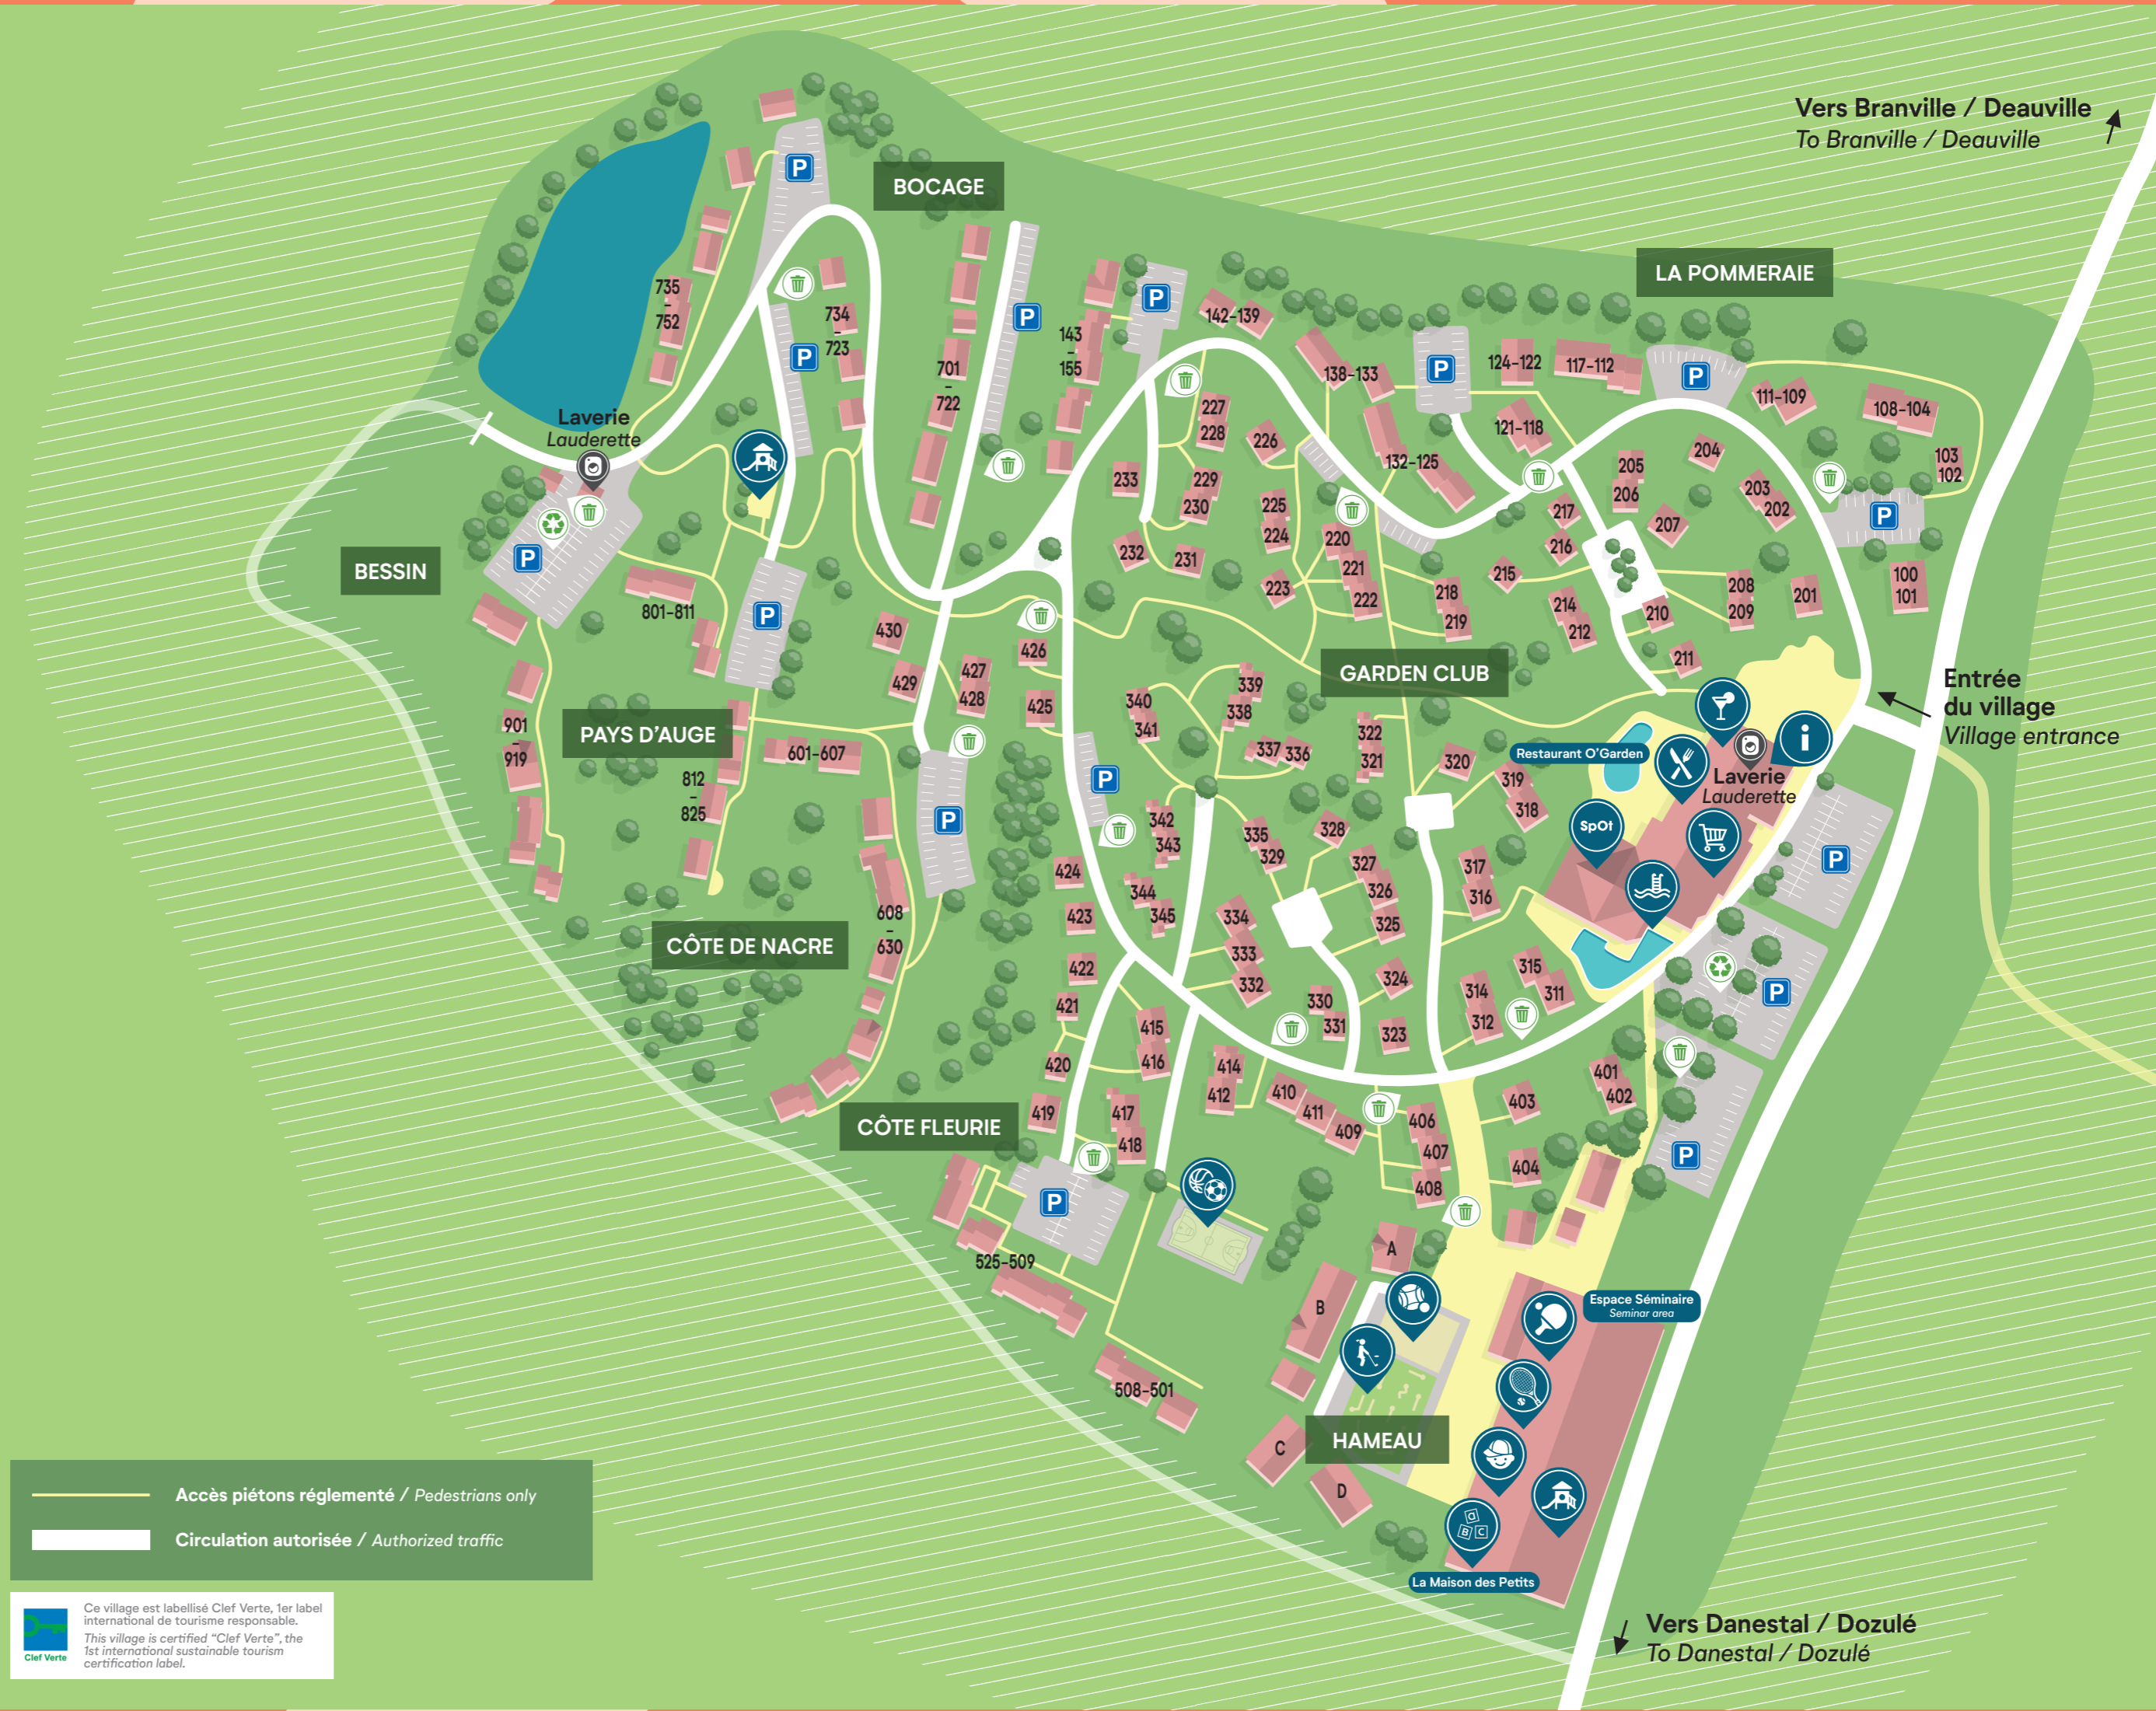 Vers Branville / Deauville
To Branville / Deauville
BOCAGE
LA POMMERAIE
P
P
P
P
P
P
735
-
752
734
-
723
701
-
722
143
-
155
142-139
138-133
124-122
117-112
111-109
108-104
121-118
132-125
103
102
Laverie
Lauderette
227
228
226
233
229
230
225
224
232
231
223
220
221
222
218
219
204
205
206
203
202
217
216
207
215
214
212
210
208
209
201
100
101
211
P
P
P
BESSIN
801-811
430
429
427
428
426
425
GARDEN CLUB
Entrée
du village
Village entrance
901
-
919
PAYS D'AUGE
601-607
812
-
825
P
P
340
341
339
338
337
336
322
321
320
319
318
Restaurant O'Garden
Laverie
Lauderette
i
SpOt
P
342
343
335
329
328
327
326
325
317
316
424
344
345
423
334
333
332
324
315
311
608
-
630
CÔTE DE NACRE
422
421
330
331
323
314
312
P
415
416
420
414
412
410
411
409
401
402
403
CÔTE FLEURIE
419
417
418
406
407
408
404
P
P
525-509
508-501
A
B
C
D
HAMEAU
Espace Séminaire
Seminar area
a
B C
La Maison des Petits
Accès piétons réglementé / Pedestrians only
Circulation autorisée / Authorized traffic
Clef Verte
Ce village est labellisé Clef Verte, 1er label
international de tourisme responsable.
This village is certified “Clef Verte”, the
1st international sustainable tourism
certification label.
Vers Danestal / Dozulé
To Danestal / Dozulé